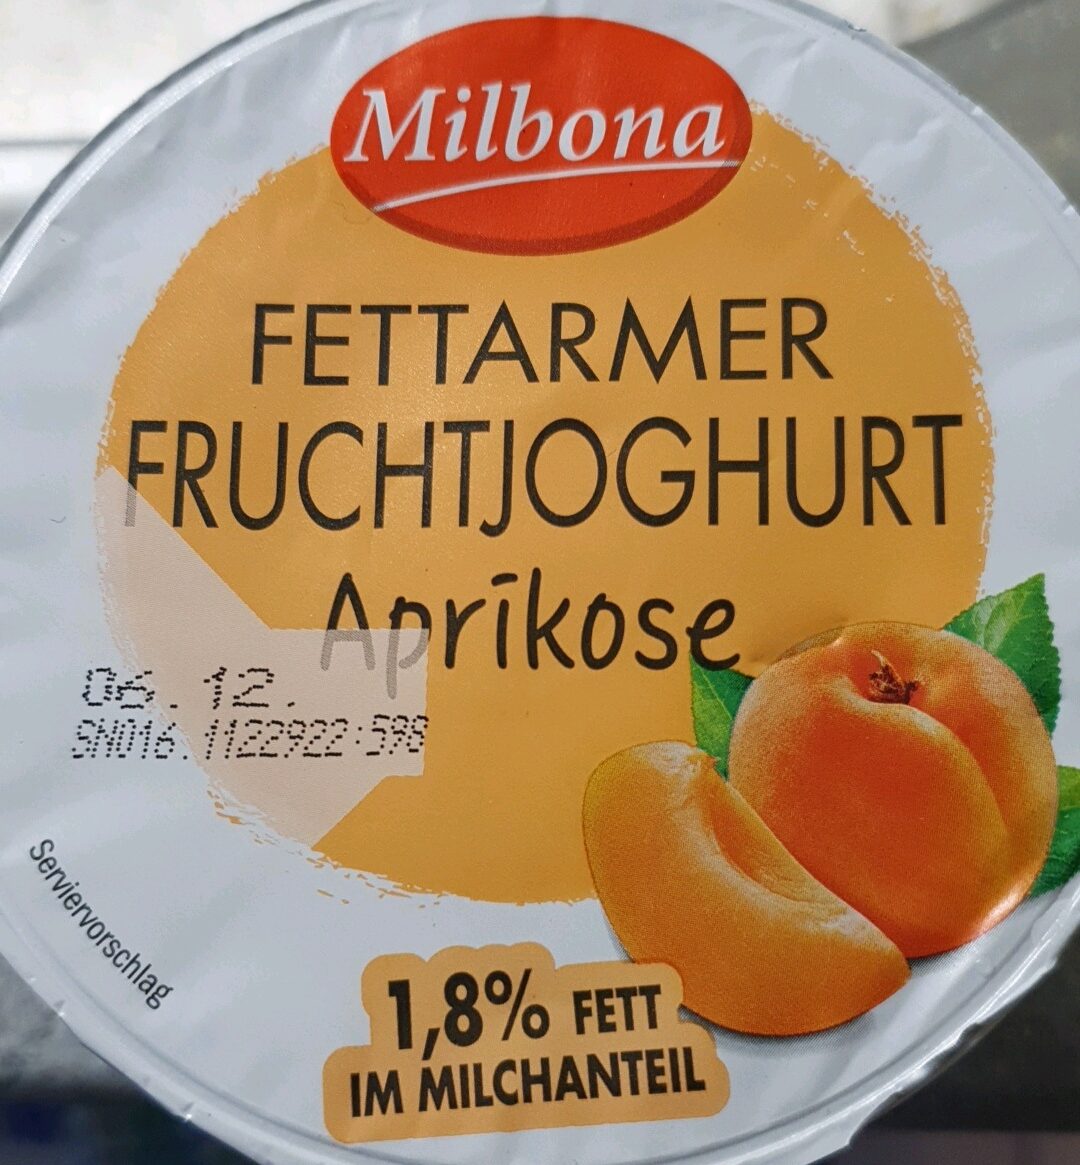 Milbona
FETTARMER
FRUCHTJOGHURT
Aprikose
06.12.
SN016.1122922:598
Serviervorschlag
1,8% FETT
IM MILCHANTEIL